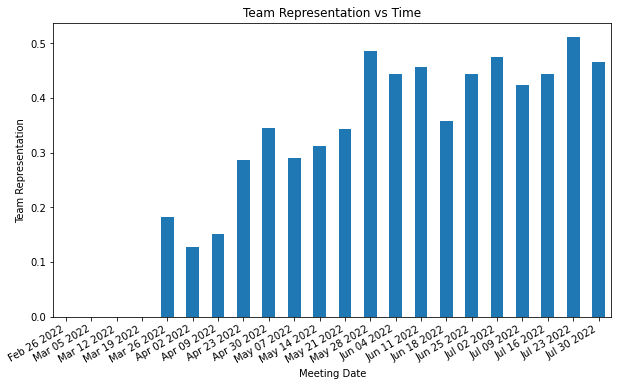 Team Representation vs Time
Team Representation
0.5
0.4
0.3
0.2
0.1
0.0
Feb 26 2022
Mar 05 2022
Mar 12 2022
Mar 19 2022
Mar 26 2022
Apr 02 2022
Apr 09 2022
Apr 23 2022
Apr 30 2022
May 07 2022
May 14 2022
May 21 2022
May 28 2022
Jun 04 2022
Jun 11 2022
Jun 18 2022
Jun 25 2022
Jul 02 2022
Jul 09 2022
Jul 16 2022
Jul 23 2022
Jul 30 2022
Meeting Date